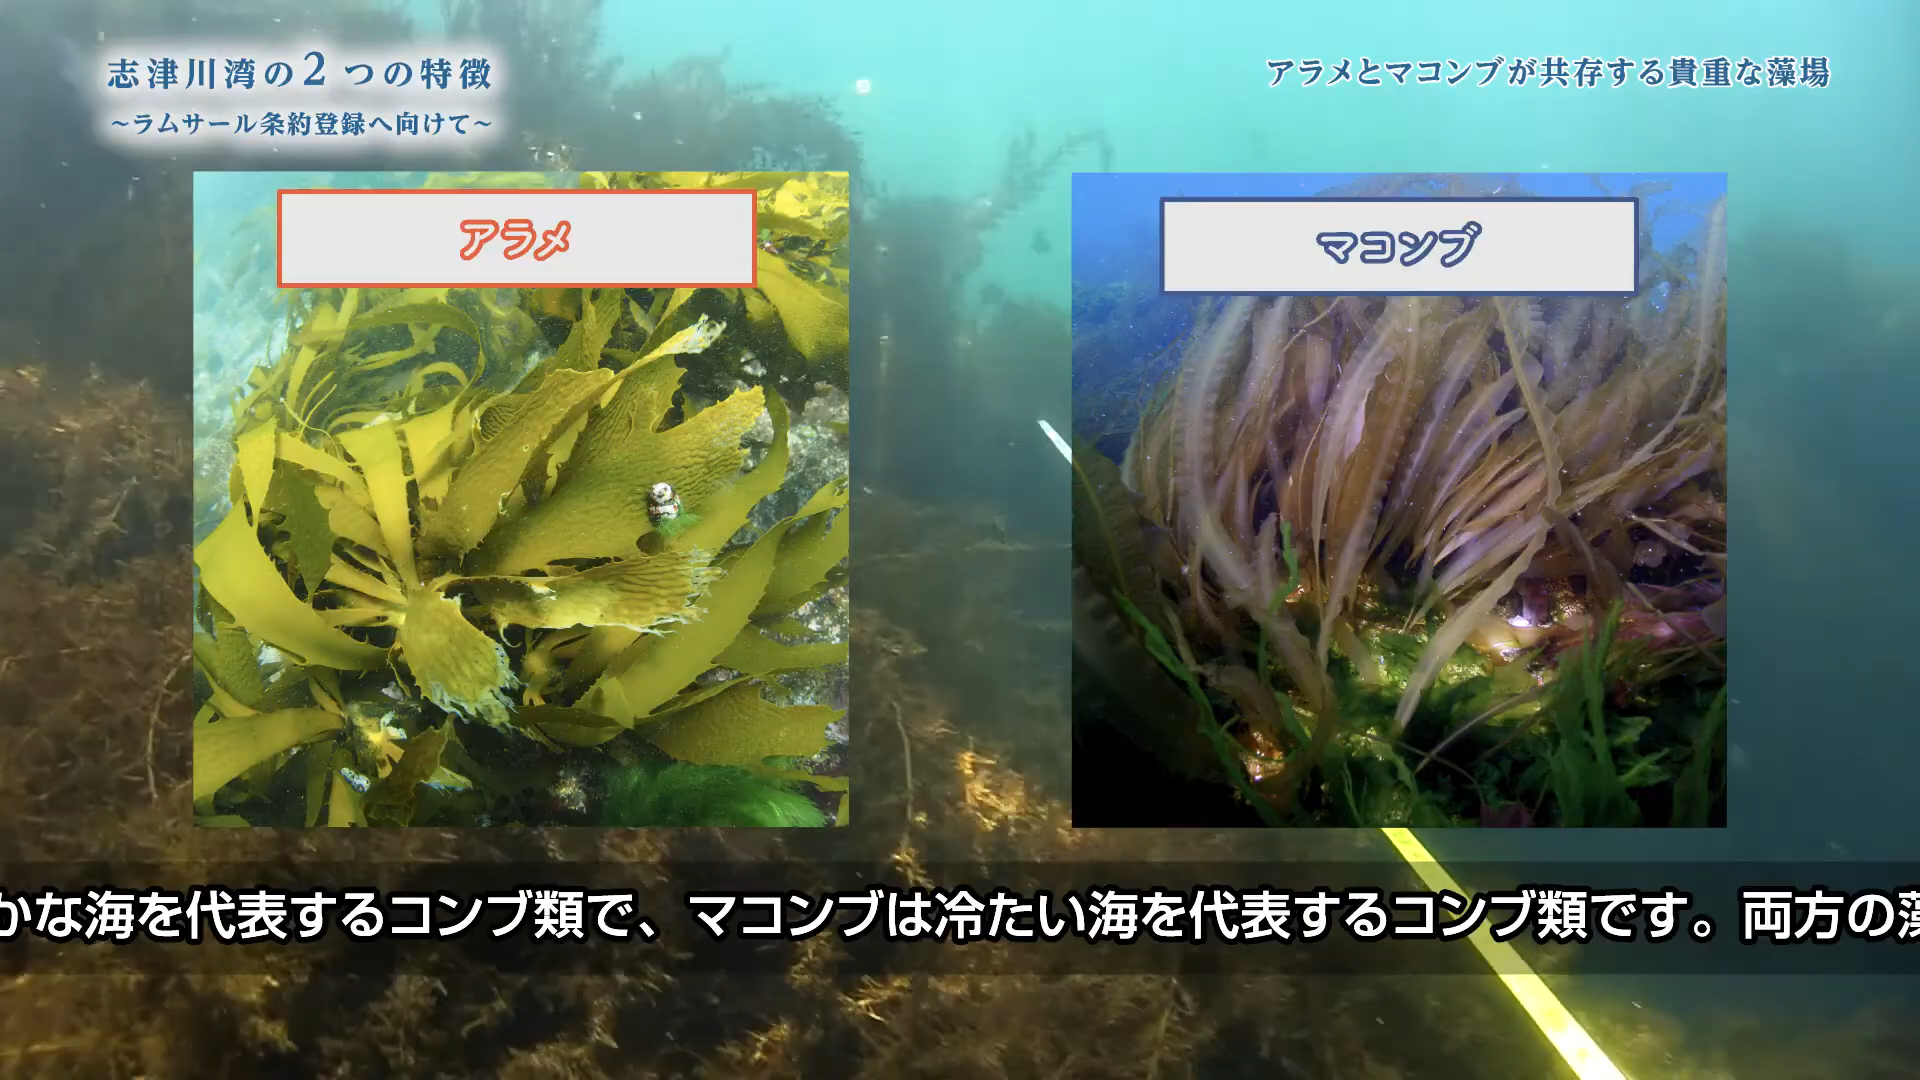 志津川湾の2つの特徴
~ラムサール条約登録へ向けて~
アラメとマコンブが共存する貴重な藻場
アラメ
マコンブ
かな海を代表するコンブ類で、マコンブは冷たい海を代表するコンブ類です。両方の藻